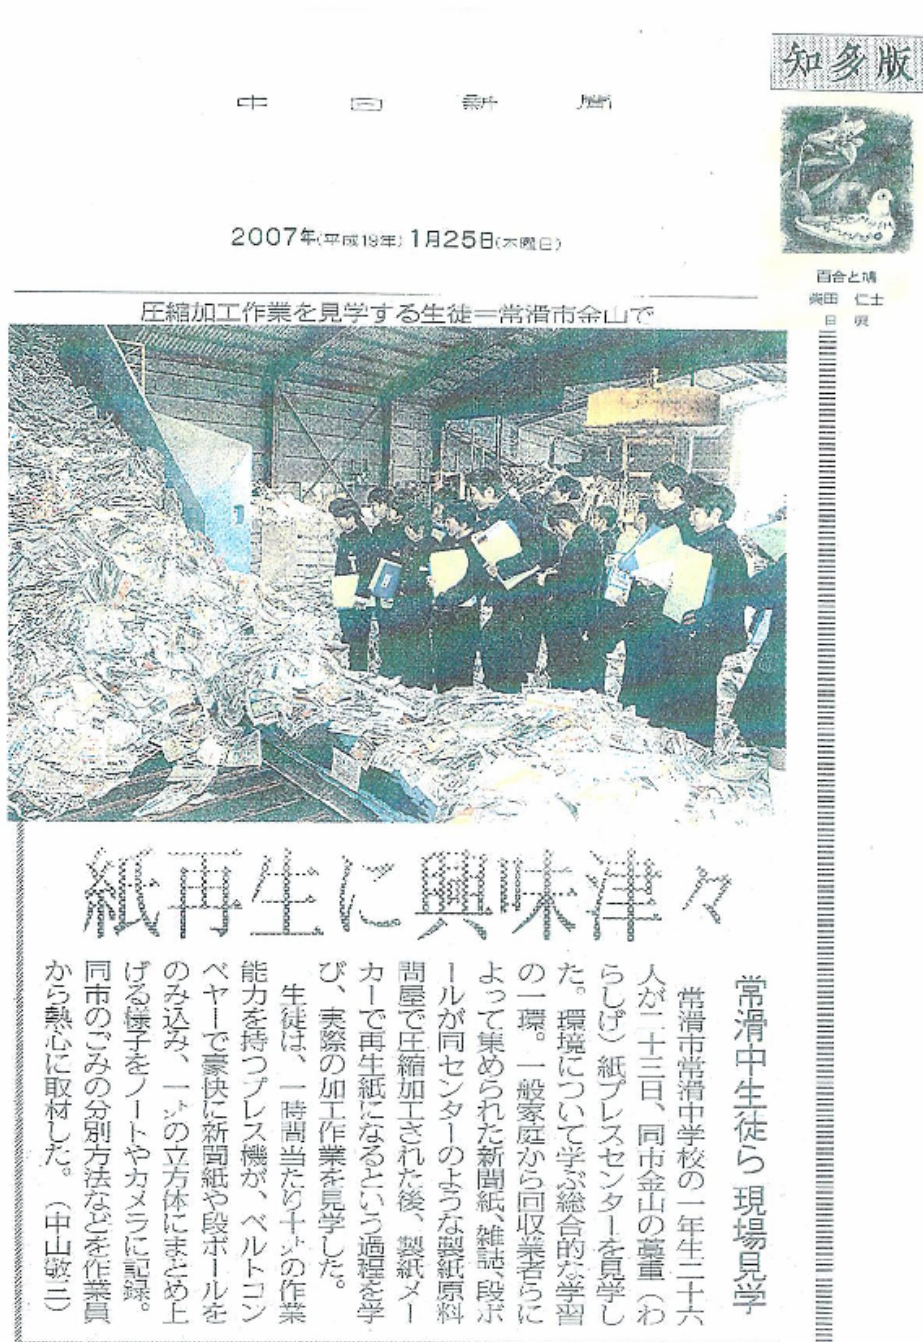 知多版
中日新聞
2007年(平成19年)1月25日(木曜日)
百合と鳩
柴田 仁士
圧縮加工作業を見学する生徒=常滑市金山で
紙再生に興味津々
常滑中生徒ら 現場見学
常滑市常滑中学校の一年生二十六
人が二十三日、同市金山の藁重(わ
らしげ)紙プレスセンターを見学し
た。環境について学ぶ総合的な学習
の一環。一般家庭から回収業者らに
よって集められた新聞紙、雑誌、段ボ
ールが同センターのような製紙原料
問屋で圧縮加工された後、製紙メー
カーで再生紙になるという過程を学
び、実際の加工作業を見学した。
生徒は、一時間当たり十㌧の作業
能力を持つプレス機が、ベルトコン
ベヤーで豪快に新聞紙や段ボールを
のみ込み、一㌧の立方体にまとめ上
げる様子をノートやカメラに記録。
同市のごみの分別方法などを作業員
から熱心に取材した。(中山敬三)